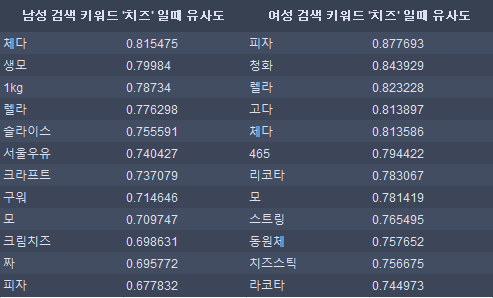 남성 검색 키워드 '치즈' 일때 유사도 여성 검색 키워드 '치즈' 일때 유사도
체다 0.815475 피자 0.877693
생모 0.79984 청화 0.843929
1kg 0.78734 렐라 0.823228
렐라 0.776298 고다 0.813897
슬라이스 0.755591 체다 0.813586
서울우유 0.740427 465 0.794422
크라프트 0.737079 리코타 0.783067
구워 0.714646 모 0.781419
모 0.709747 스트링 0.765495
크림치즈 0.698631 동원체 0.757652
짜 0.695772 치즈스틱 0.756675
피자 0.677832 라코타 0.744973